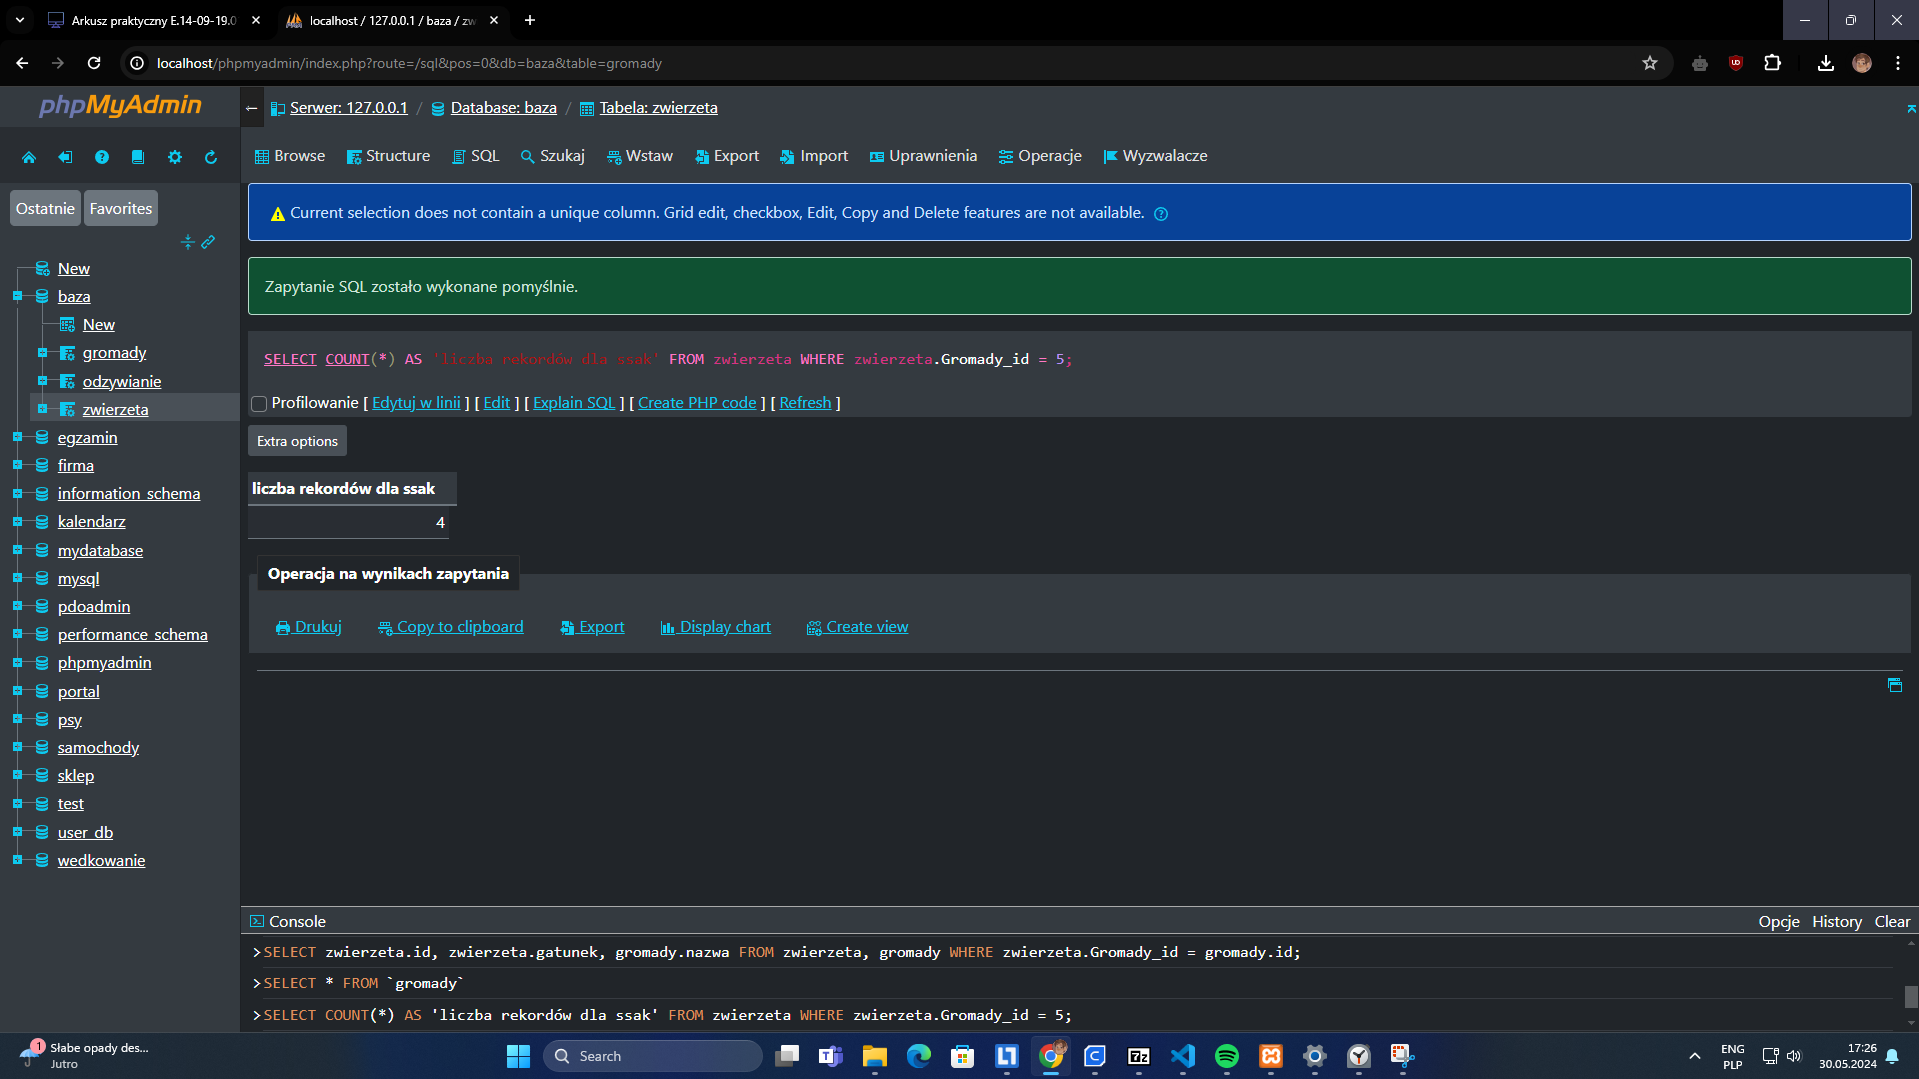 Arkusz praktyczny E.14-09-19.0
localhost / 127.0.0.1 / baza / zw
localhost/phpmyadmin/index.php?route=/sql&pos=0&db=baza&table=gromady
phpMyAdmin
Serwer: 127.0.0.1 / Database: baza / Tabela: zwierzeta
Browse Structure SQL Szukaj Wstaw Export Import Uprawnienia Operacje Wyzwalacze
Ostatnie Favorites
New
baza
New
gromady
odzywianie
zwierzeta
egzamin
firma
information_schema
kalendarz
mydatabase
mysql
pdoadmin
performance_schema
phpmyadmin
portal
psy
samochody
sklep
test
user_db
wedkowanie
Current selection does not contain a unique column. Grid edit, checkbox, Edit, Copy and Delete features are not available.
Zapytanie SQL zostało wykonane pomyślnie.
SELECT COUNT(*) AS 'liczba rekordów dla ssak' FROM zwierzeta WHERE zwierzeta.Gromady_id = 5;
Profilowanie [ Edytuj w linii ] [ Edit ] [ Explain SQL ] [ Create PHP code ] [ Refresh ]
Extra options
liczba rekordów dla ssak
4
Operacja na wynikach zapytania
Drukuj Copy to clipboard Export Display chart Create view
Console Opcje History Clear
>SELECT zwierzeta.id, zwierzeta.gatunek, gromady.nazwa FROM zwierzeta, gromady WHERE zwierzeta.Gromady_id = gromady.id;
>SELECT * FROM `gromady`
>SELECT COUNT(*) AS 'liczba rekordów dla ssak' FROM zwierzeta WHERE zwierzeta.Gromady_id = 5;
1
Słabe opady des...
Jutro
Search
ENG
PLP
17:26
30.05.2024